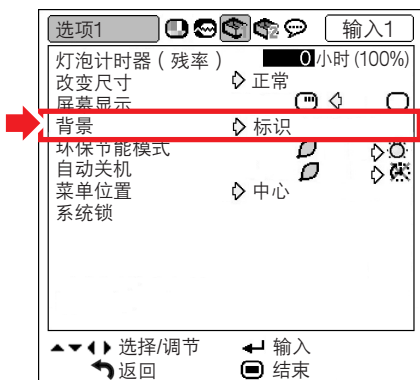 选项1 输入1
灯泡计时器(残率) 0小时(100%)
改变尺寸 正常
屏幕显示
背景 标识
环保节能模式
自动关机
菜单位置 中心
系统锁
选择/调节 输入
返回 结束